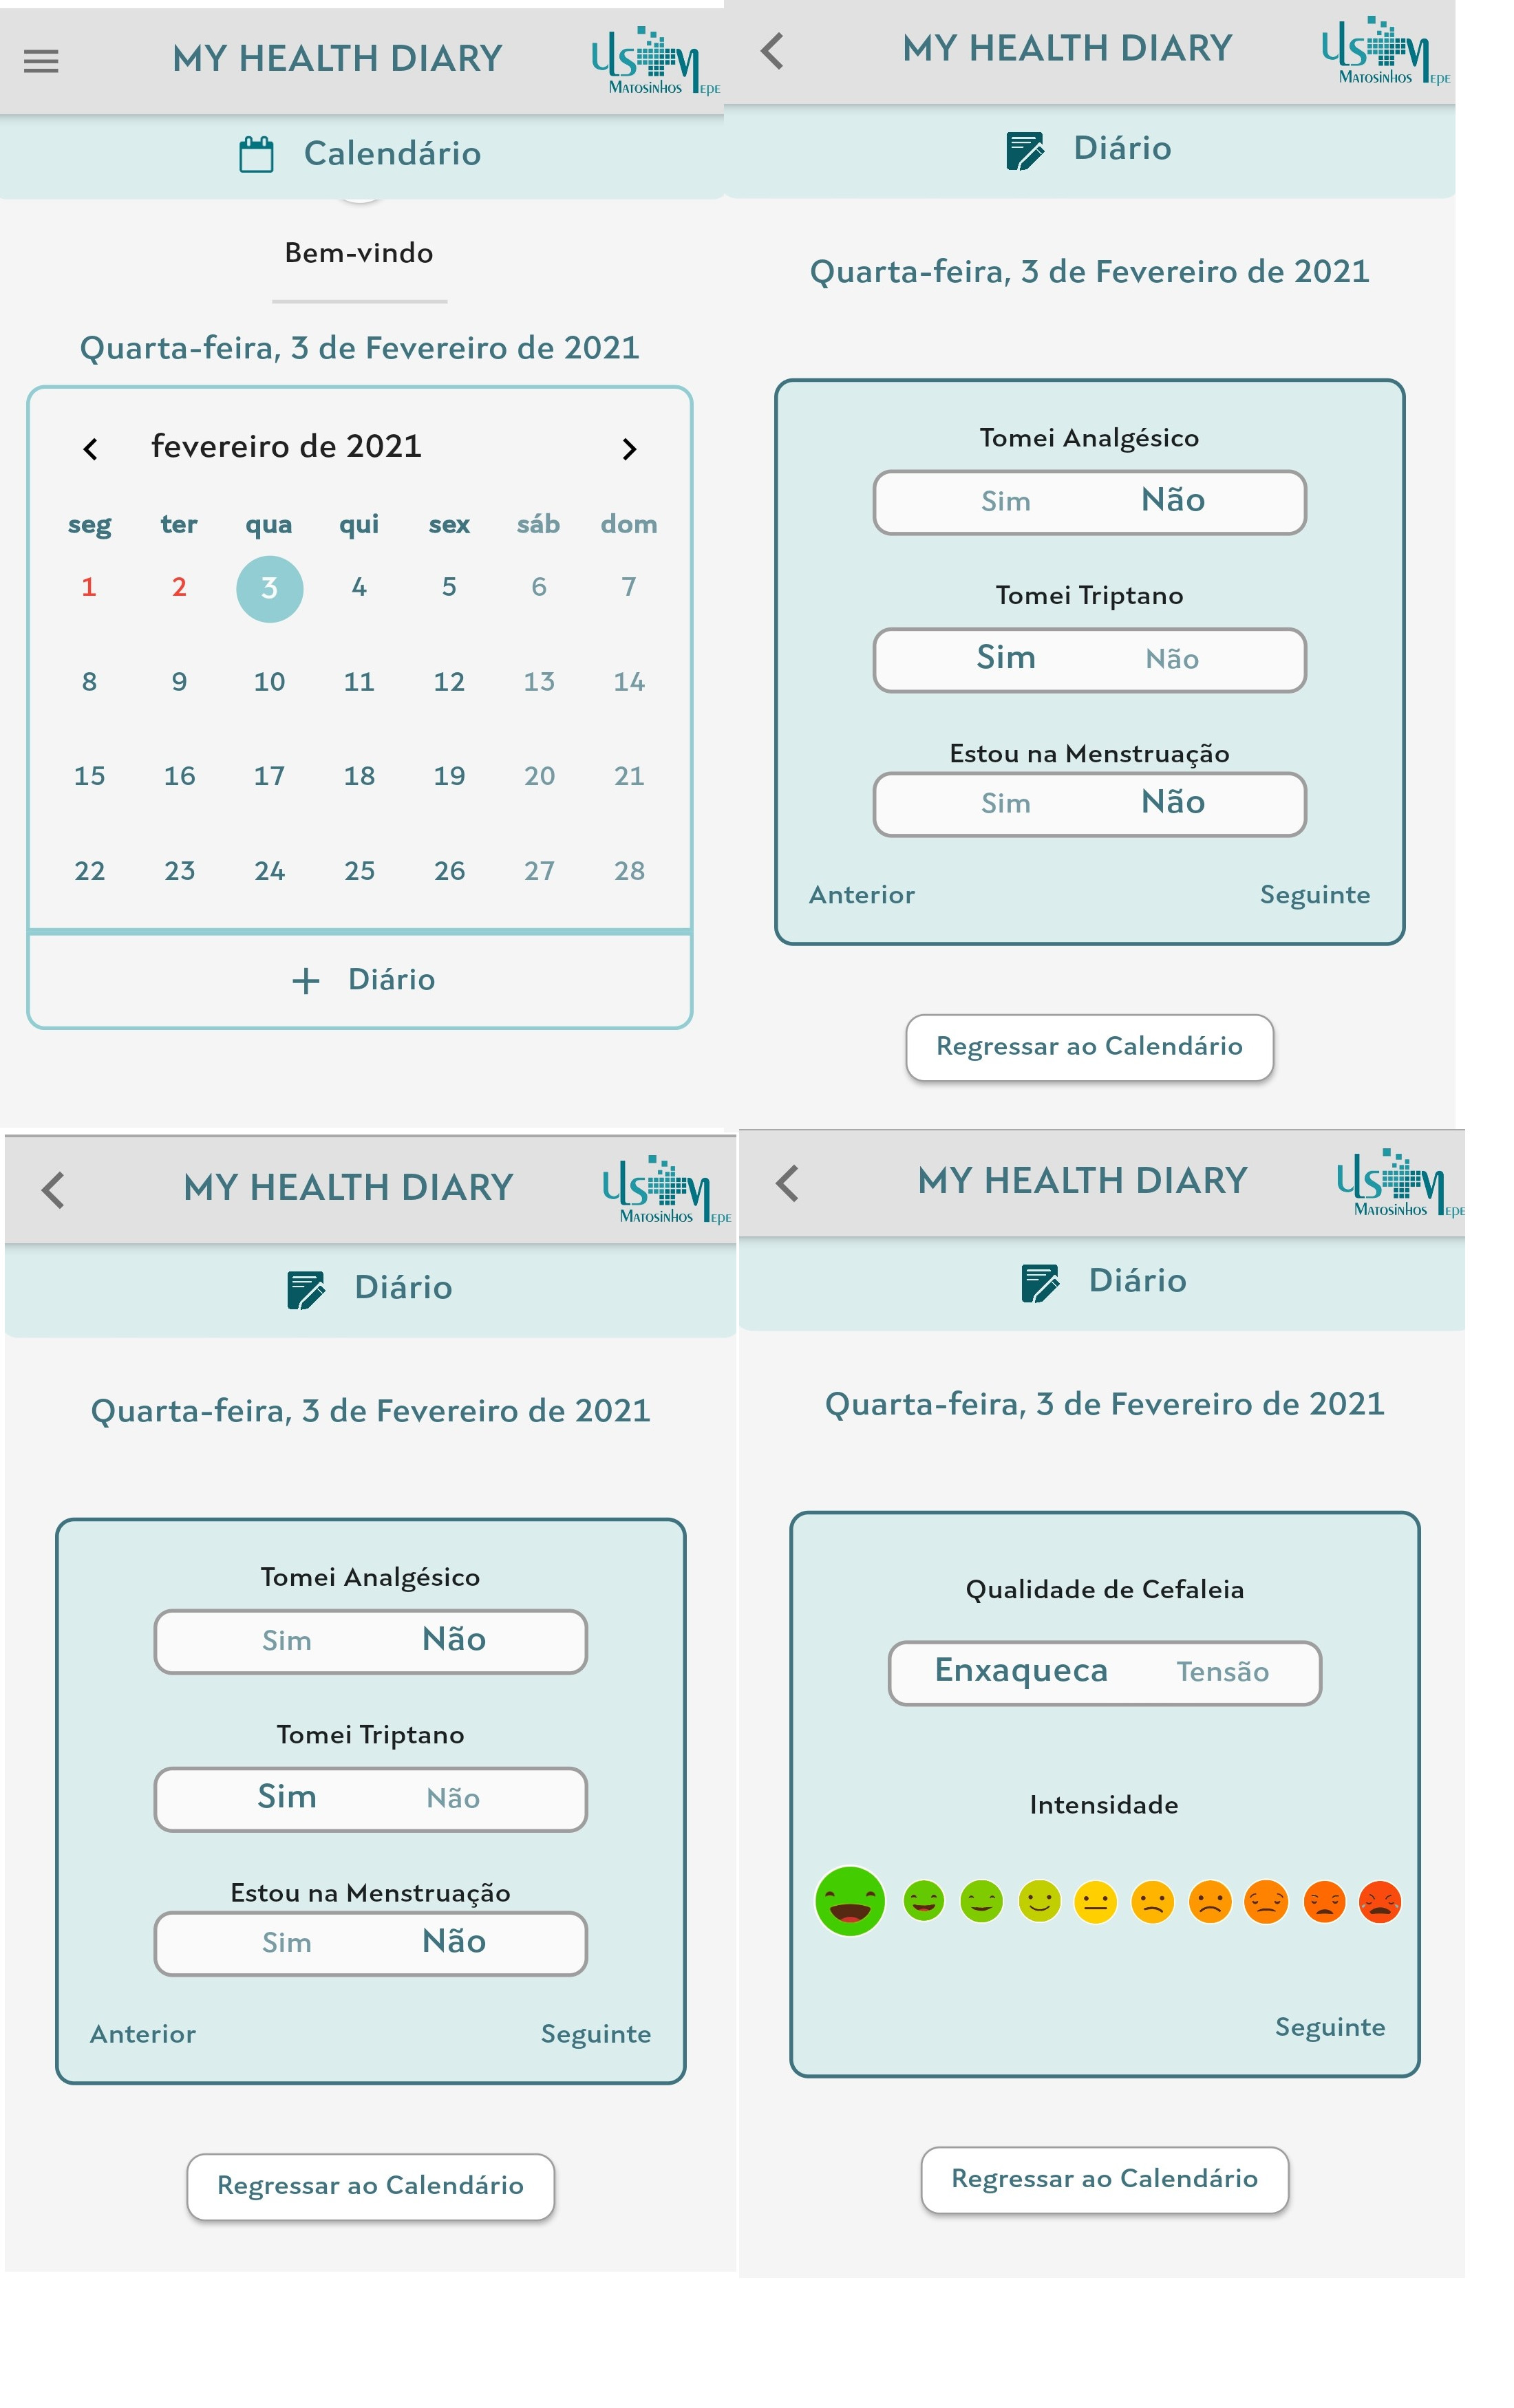 MY HEALTH DIARY
USM
MATOSINHOS EPE
Calendário
Bem-vindo
Quarta-feira, 3 de Fevereiro de 2021
fevereiro de 2021
seg ter qua qui sex sáb dom
1 2 3 4 5 6 7
8 9 10 11 12 13 14
15 16 17 18 19 20 21
22 23 24 25 26 27 28
+ Diário
MY HEALTH DIARY
USM
MATOSINHOS EPE
Diário
Quarta-feira, 3 de Fevereiro de 2021
Tomei Analgésico
Sim Não
Tomei Triptano
Sim Não
Estou na Menstruação
Sim Não
Anterior Seguinte
Regressar ao Calendário
MY HEALTH DIARY
USM
MATOSINHOS EPE
Diário
Quarta-feira, 3 de Fevereiro de 2021
Tomei Analgésico
Sim Não
Tomei Triptano
Sim Não
Estou na Menstruação
Sim Não
Anterior Seguinte
Regressar ao Calendário
MY HEALTH DIARY
USM
MATOSINHOS EPE
Diário
Quarta-feira, 3 de Fevereiro de 2021
Qualidade de Cefaleia
Enxaqueca Tensão
Intensidade
Seguinte
Regressar ao Calendário